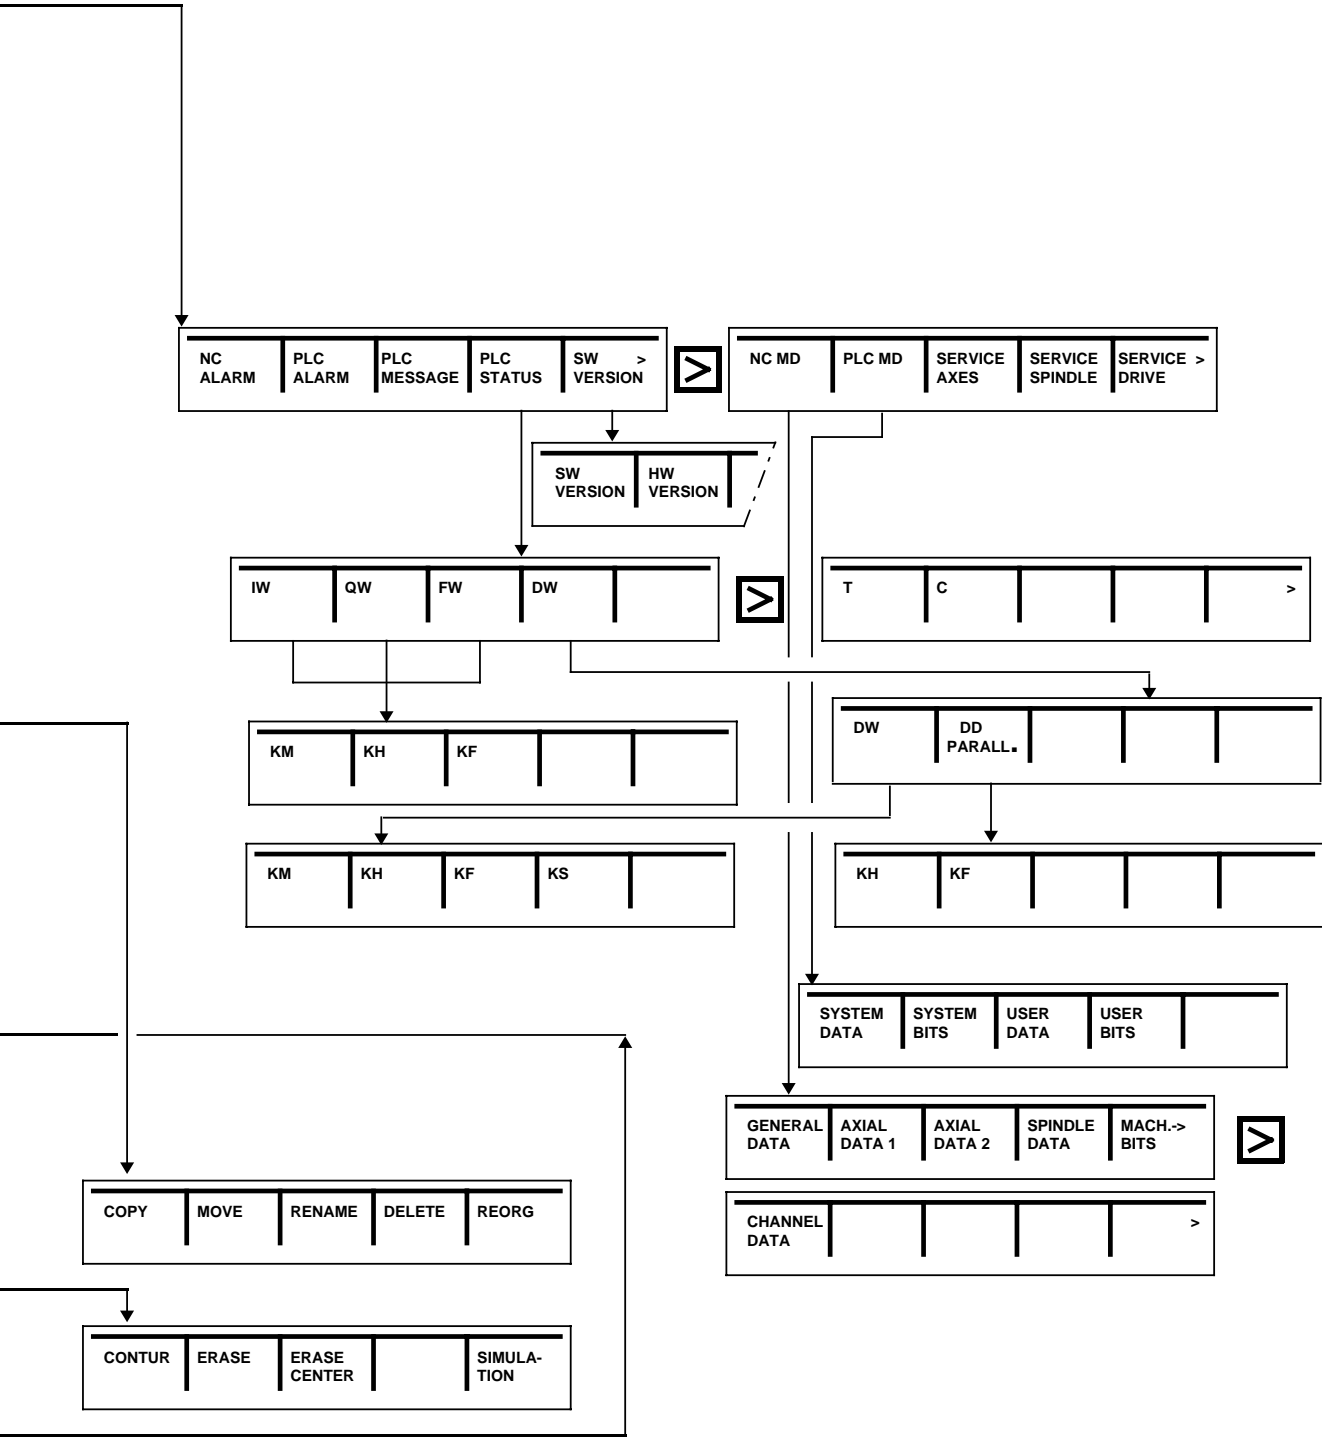 NC ALARM
PLC ALARM
PLC MESSAGE
PLC STATUS
SW > VERSION
>
NC MD
PLC MD
SERVICE AXES
SERVICE SPINDLE
SERVICE > DRIVE
SW VERSION
HW VERSION
IW
QW
FW
DW
>
T
C
>
DW
DD PARALL.
KM
KH
KF
KM
KH
KF
KS
KH
KF
SYSTEM DATA
SYSTEM BITS
USER DATA
USER BITS
GENERAL DATA
AXIAL DATA 1
AXIAL DATA 2
SPINDLE DATA
MACH.-> BITS
>
COPY
MOVE
RENAME
DELETE
REORG
CHANNEL DATA
>
CONTUR
ERASE
ERASE CENTER
SIMULA-
TION